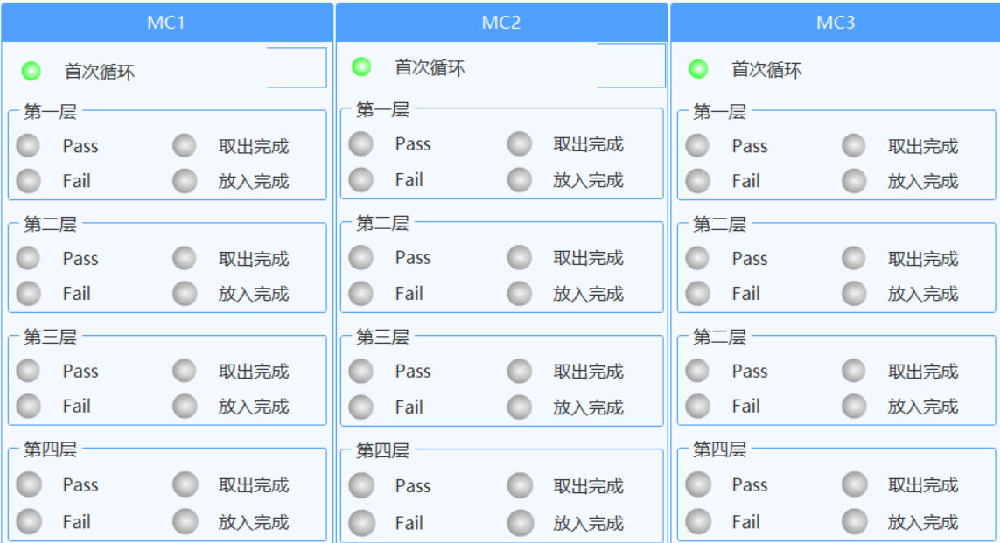 MC1
首次循环
第一层
Pass 取出完成
Fail 放入完成
第二层
Pass 取出完成
Fail 放入完成
第三层
Pass 取出完成
Fail 放入完成
第四层
Pass 取出完成
Fail 放入完成
MC2
首次循环
第一层
Pass 取出完成
Fail 放入完成
第二层
Pass 取出完成
Fail 放入完成
第三层
Pass 取出完成
Fail 放入完成
第四层
Pass 取出完成
Fail 放入完成
MC3
首次循环
第一层
Pass 取出完成
Fail 放入完成
第二层
Pass 取出完成
Fail 放入完成
第二层
Pass 取出完成
Fail 放入完成
第四层
Pass 取出完成
Fail 放入完成